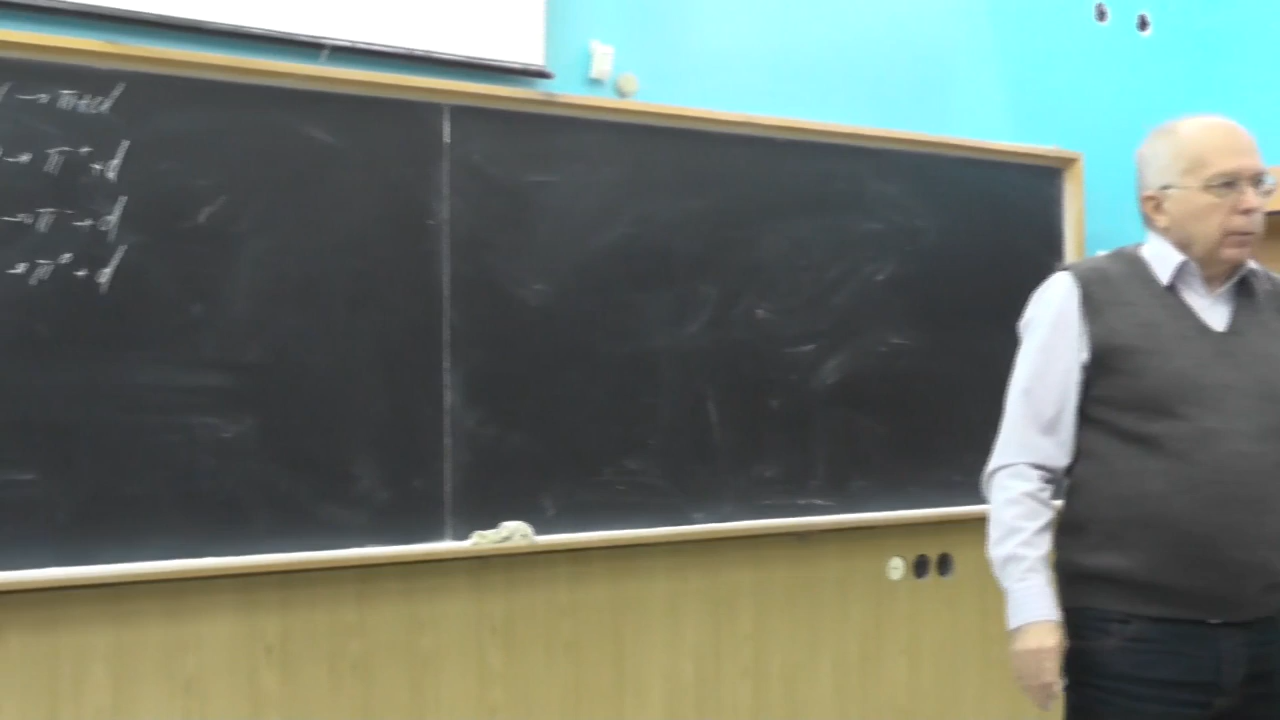 → π+d
→ π⁺ + d
→ π⁻ + d
→ π⁰ + d